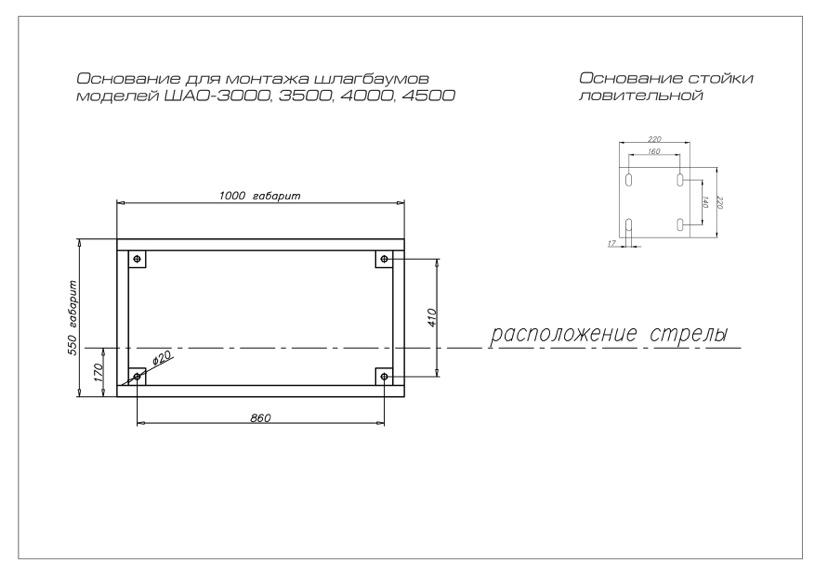 Основание для монтажа шлагбаумов
моделей ШАО-3000, 3500, 4000, 4500
Основание стойки
ловительной
220
160
140
220
17
1000 габарит
550 габарит
410
расположение стрелы
ø20
170
860